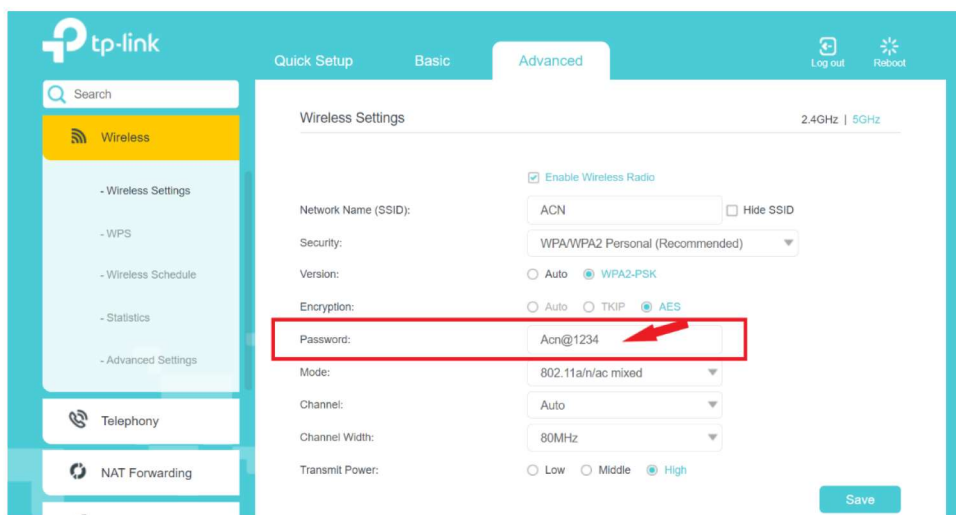 tp-link
Quick Setup Basic Advanced Log out Reboot
Search
Wireless
- Wireless Settings
- WPS
- Wireless Schedule
- Statistics
- Advanced Settings
Telephony
NAT Forwarding
Wireless Settings 2.4GHz | 5GHz
Enable Wireless Radio
Network Name (SSID): ACN Hide SSID
Security: WPA/WPA2 Personal (Recommended)
Version: Auto WPA2-PSK
Encryption: Auto TKIP AES
Password: Acn@1234
Mode: 802.11a/n/ac mixed
Channel: Auto
Channel Width: 80MHz
Transmit Power: Low Middle High
Save